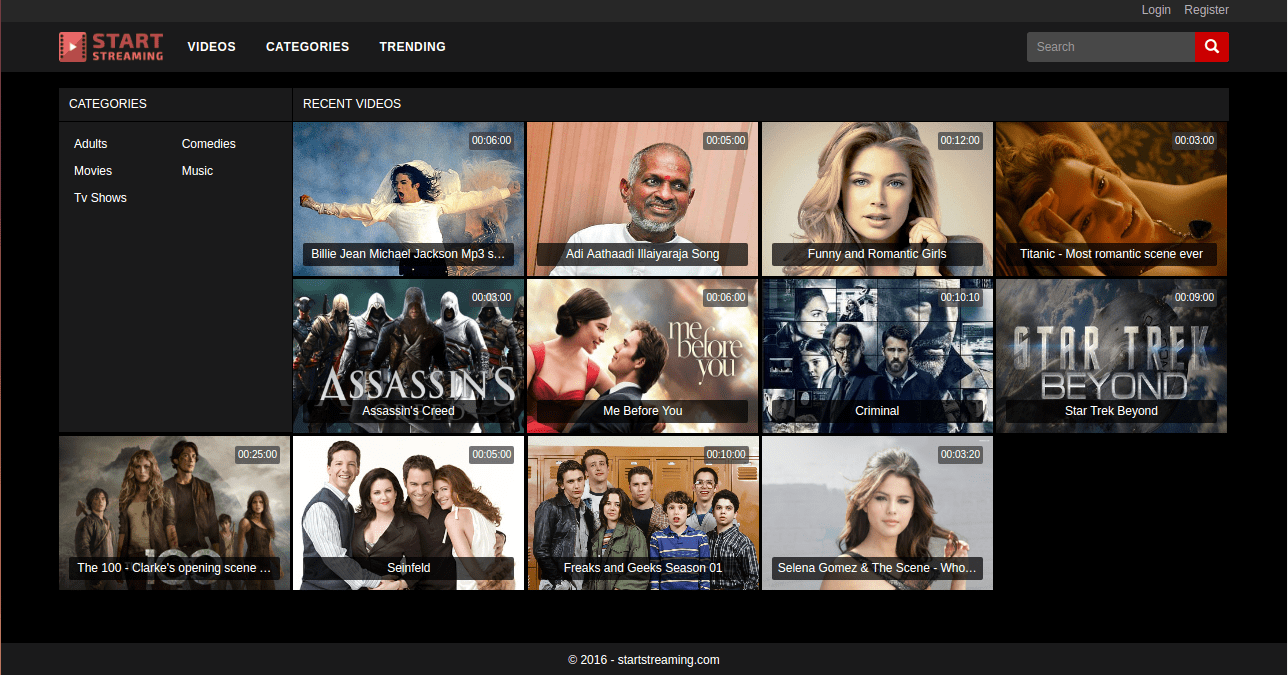 Login Register
START
STREAMING
VIDEOS CATEGORIES TRENDING
Search
CATEGORIES
Adults Comedies
Movies Music
Tv Shows
RECENT VIDEOS
00:06:00
Billie Jean Michael Jackson Mp3 s...
00:05:00
Adi Aathaadi Illaiyaraja Song
00:12:00
Funny and Romantic Girls
00:03:00
Titanic - Most romantic scene ever
00:03:00
ASSASSIN'S
CREED
Assassin's Creed
00:06:00
me
before
you
Me Before You
00:10:10
Criminal
00:09:00
STAR TREK
BEYOND
Star Trek Beyond
00:25:00
100
The 100 - Clarke's opening scene ...
00:05:00
Seinfeld
00:10:00
Freaks and Geeks Season 01
00:03:20
Selena Gomez & The Scene - Who...
© 2016 - startstreaming.com